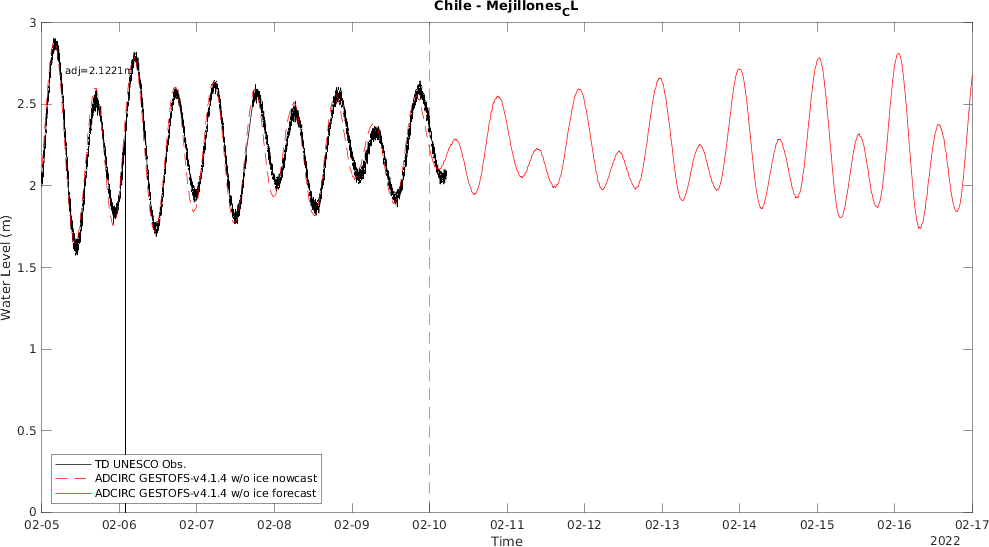 Chile - Mejillones_CL
3
adj=2.1221m
2.5
2
1.5
1
0.5
0
Water Level (m)
TD UNESCO Obs.
ADCIRC GESTOFS-v4.1.4 w/o ice nowcast
ADCIRC GESTOFS-v4.1.4 w/o ice forecast
02-05 02-06 02-07 02-08 02-09 02-10 02-11 02-12 02-13 02-14 02-15 02-16 02-17
Time
2022